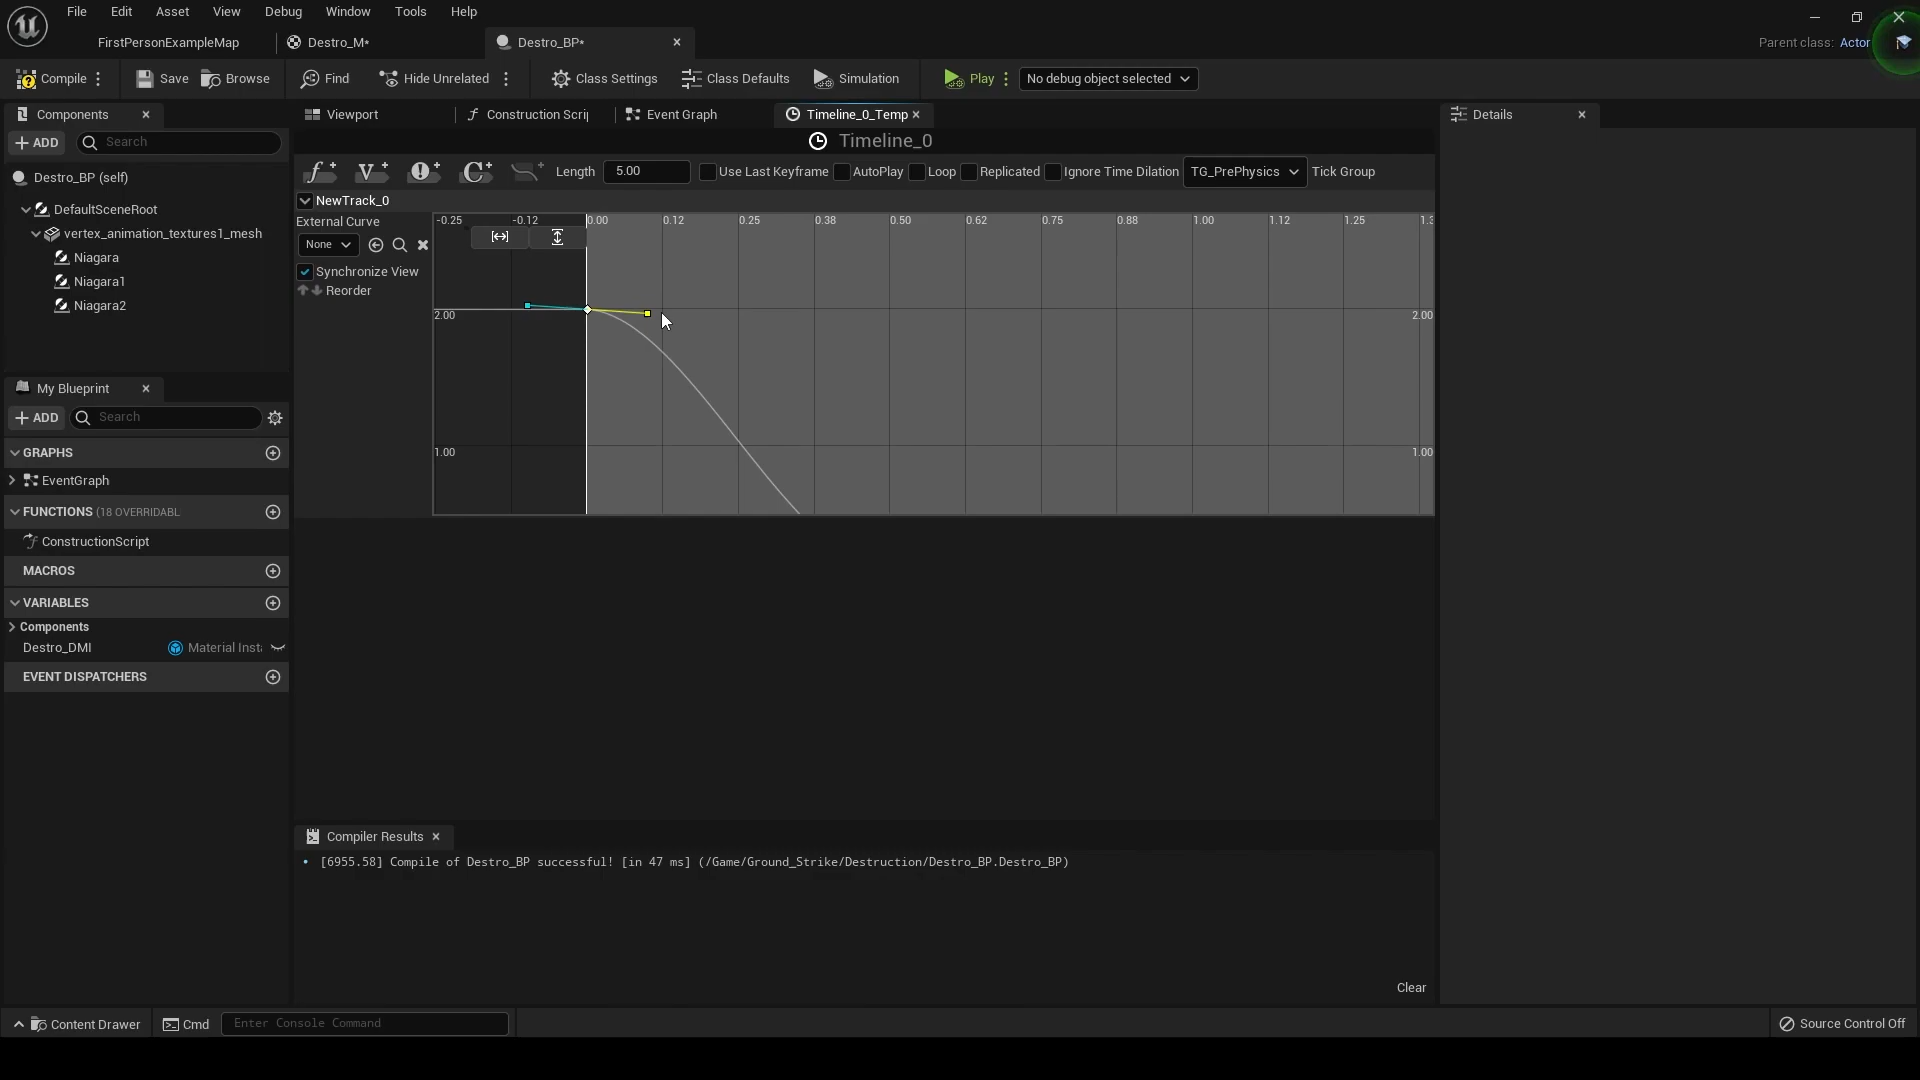 File Edit Asset View Debug Window Tools Help
FirstPersonExampleMap Destro_M* Destro_BP* Parent class: Actor
Compile Save Browse Find Hide Unrelated Class Settings Class Defaults Simulation Play No debug object selected
Components Viewport Construction Scrip Event Graph Timeline_0_Temp Details
ADD Search
Timeline_0
Length 5.00 Use Last Keyframe AutoPlay Loop Replicated Ignore Time Dilation TG_PrePhysics Tick Group
Destro_BP (self)
DefaultSceneRoot
vertex_animation_textures1_mesh
Niagara
Niagara1
Niagara2
NewTrack_0
External Curve
None
Synchronize View
Reorder
-0.25 -0.12 0.00 0.12 0.25 0.38 0.50 0.62 0.75 0.88 1.00 1.12 1.25 1.3
2.00 2.00
1.00 1.00
My Blueprint
ADD Search
GRAPHS
EventGraph
FUNCTIONS (18 OVERRIDABL
ConstructionScript
MACROS
VARIABLES
Components
Destro_DMI Material Insta
EVENT DISPATCHERS
Compiler Results
[6955.58] Compile of Destro_BP successful! [in 47 ms] (/Game/Ground_Strike/Destruction/Destro_BP.Destro_BP)
Clear
Content Drawer Cmd Enter Console Command Source Control Off